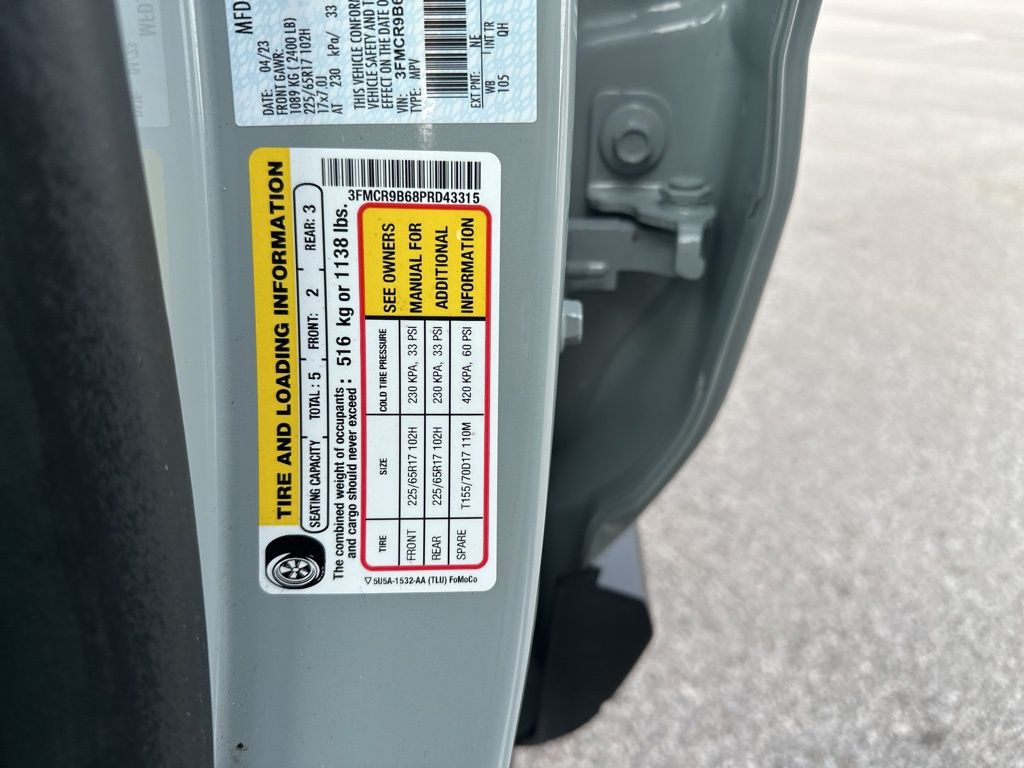 MFD
DATE: 04/23
FRONT GAWR:
1089 KG ( 2400 LB)
225/65R17 102H
17x7.0J
AT 230 kPa/ 33
THIS VEHICLE CONFORM
VEHICLE SAFETY AND T
EFFECT ON THE DATE O
VIN: 3FMCR9B6
TYPE: MPV
EXT PNT: NE
WB INT TR
105 QH
TIRE AND LOADING INFORMATION
SEATING CAPACITY TOTAL: 5 FRONT: 2 REAR: 3
The combined weight of occupants
and cargo should never exceed : 516 kg or 1138 lbs.
3FMCR9B68PRD43315
TIRE SIZE COLD TIRE PRESSURE
FRONT 225/65R17 102H 230 KPA, 33 PSI
REAR 225/65R17 102H 230 KPA, 33 PSI
SPARE T155/70D17 110M 420 KPA, 60 PSI
SEE OWNERS
MANUAL FOR
ADDITIONAL
INFORMATION
5U5A-1532-AA (TLU) FoMoCo